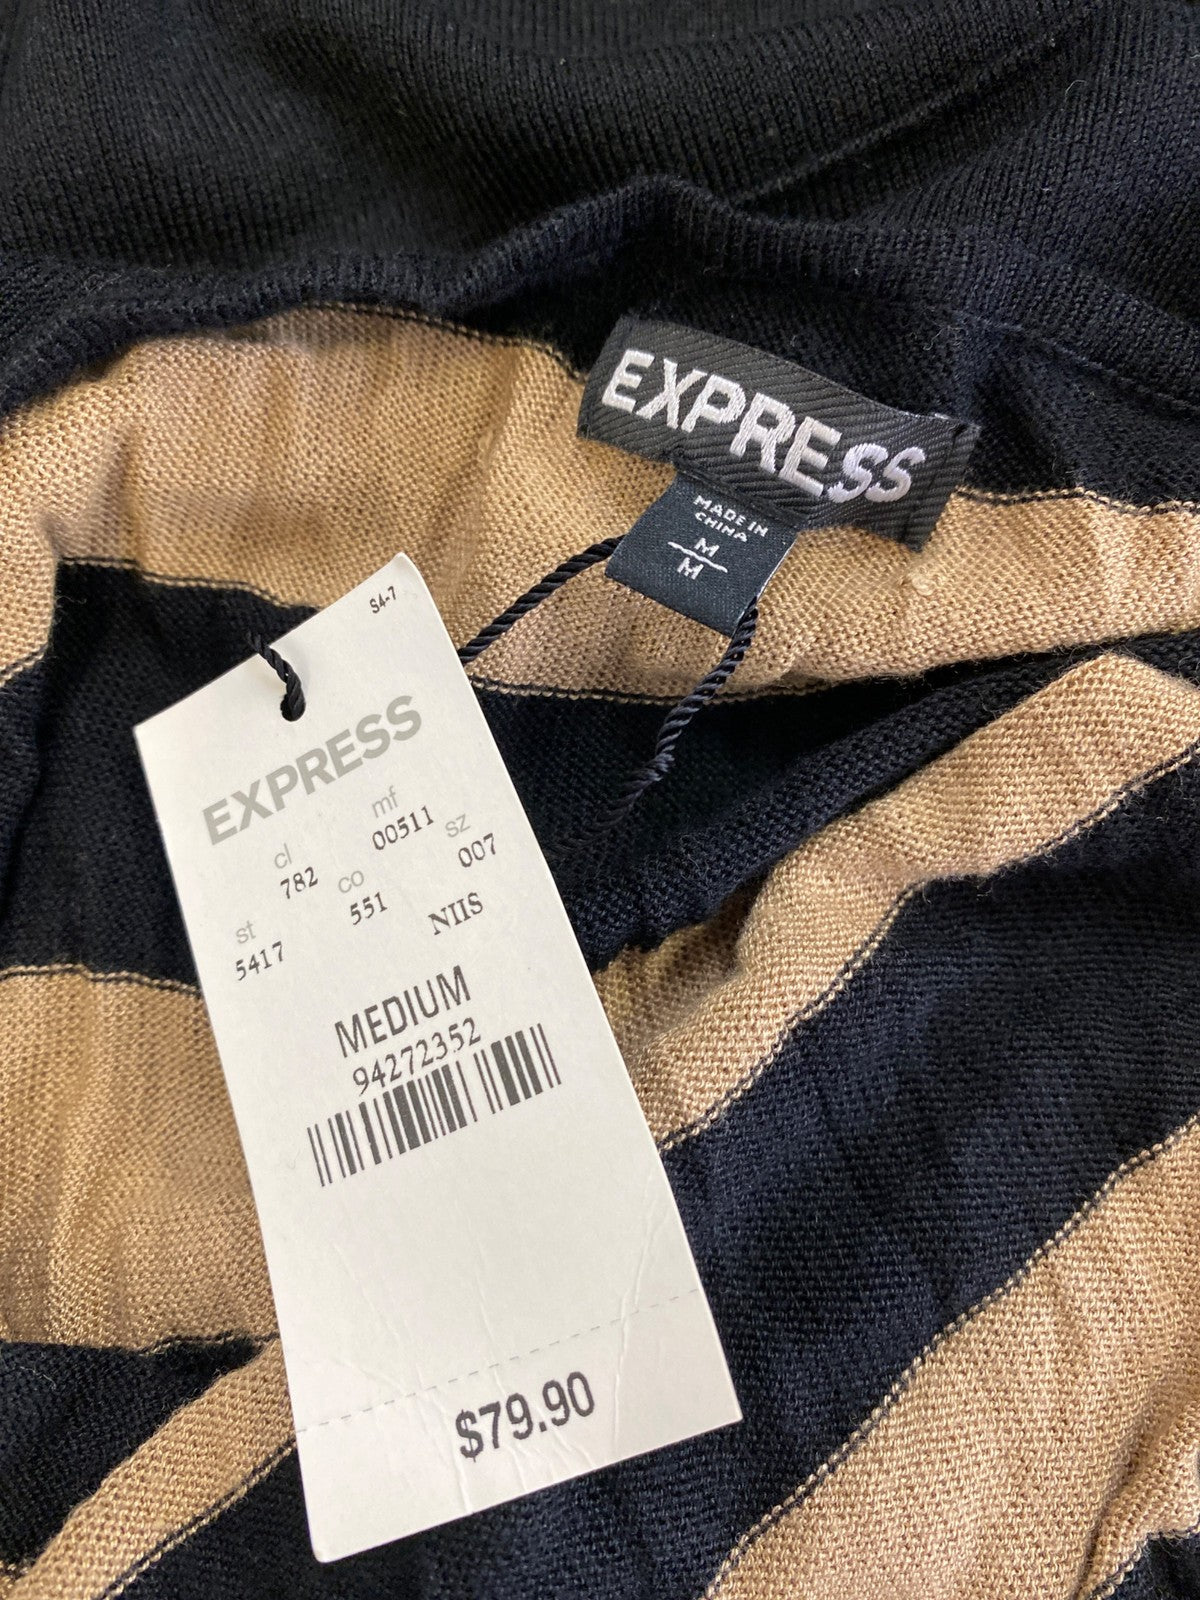 EXPRESS
MADE IN
CHINA
M
M
S4-7
EXPRESS
cl mf
782 00511
st co sz
5417 551 007
NIIS
MEDIUM
94272352
$79.90